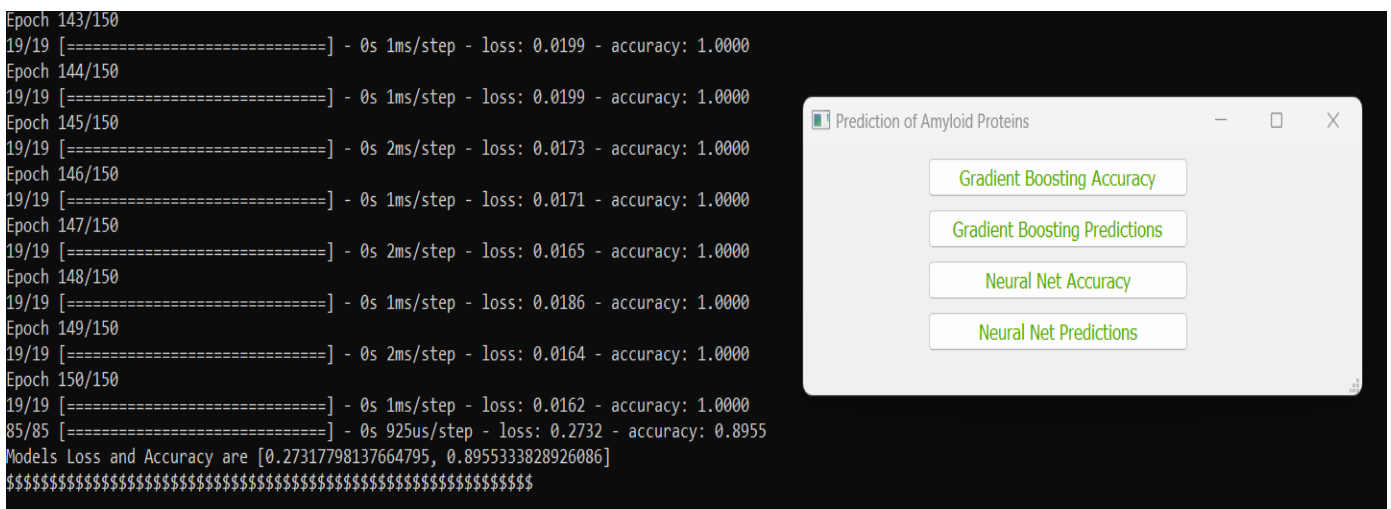 Epoch 143/150
19/19 [==============================] - 0s 1ms/step - loss: 0.0199 - accuracy: 1.0000
Epoch 144/150
19/19 [==============================] - 0s 1ms/step - loss: 0.0199 - accuracy: 1.0000
Epoch 145/150
19/19 [==============================] - 0s 2ms/step - loss: 0.0173 - accuracy: 1.0000
Epoch 146/150
19/19 [==============================] - 0s 1ms/step - loss: 0.0171 - accuracy: 1.0000
Epoch 147/150
19/19 [==============================] - 0s 2ms/step - loss: 0.0165 - accuracy: 1.0000
Epoch 148/150
19/19 [==============================] - 0s 1ms/step - loss: 0.0186 - accuracy: 1.0000
Epoch 149/150
19/19 [==============================] - 0s 2ms/step - loss: 0.0164 - accuracy: 1.0000
Epoch 150/150
19/19 [==============================] - 0s 1ms/step - loss: 0.0162 - accuracy: 1.0000
85/85 [==============================] - 0s 925us/step - loss: 0.2732 - accuracy: 0.8955
Models Loss and Accuracy are [0.27317798137664795, 0.8955333828926086]
$$$$$$$$$$$$$$$$$$$$$$$$$$$$$$$$$$$$$$$$$$$$$$$$$$$$$$$$$$$$$
Prediction of Amyloid Proteins
Gradient Boosting Accuracy
Gradient Boosting Predictions
Neural Net Accuracy
Neural Net Predictions